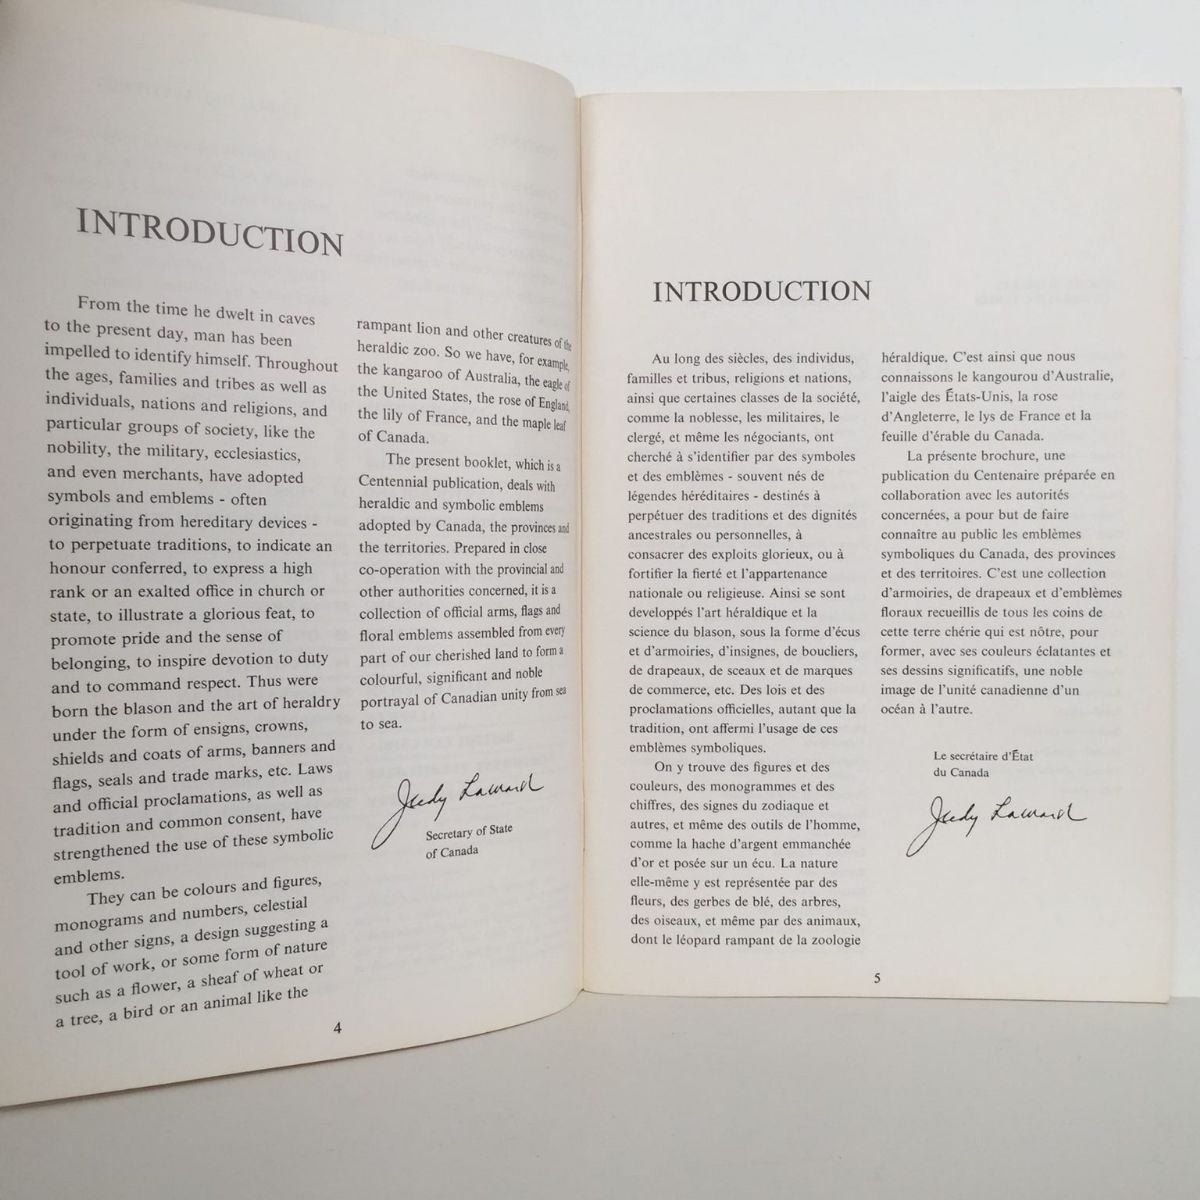 INTRODUCTION
From the time he dwelt in caves
to the present day, man has been
impelled to identify himself. Throughout
the ages, families and tribes as well as
individuals, nations and religions, and
particular groups of society, like the
nobility, the military, ecclesiastics,
and even merchants, have adopted
symbols and emblems - often
originating from hereditary devices -
to perpetuate traditions, to indicate an
honour conferred, to express a high
rank or an exalted office in church or
state, to illustrate a glorious feat, to
promote pride and the sense of
belonging, to inspire devotion to duty
and to command respect. Thus were
born the blason and the art of heraldry
under the form of ensigns, crowns,
shields and coats of arms, banners and
flags, seals and trade marks, etc. Laws
and official proclamations, as well as
tradition and common consent, have
strengthened the use of these symbolic
emblems.
They can be colours and figures,
monograms and numbers, celestial
and other signs, a design suggesting a
tool of work, or some form of nature
such as a flower, a sheaf of wheat or
a tree, a bird or an animal like the
rampant lion and other creatures of the
heraldic zoo. So we have, for example,
the kangaroo of Australia, the eagle of
the United States, the rose of England,
the lily of France, and the maple leaf
of Canada.
The present booklet, which is a
Centennial publication, deals with
heraldic and symbolic emblems
adopted by Canada, the provinces and
the territories. Prepared in close
co-operation with the provincial and
other authorities concerned, it is a
collection of official arms, flags and
floral emblems assembled from every
part of our cherished land to form a
colourful, significant and noble
portrayal of Canadian unity from sea
to sea.
Judy LaMarsh
Secretary of State
of Canada
4
INTRODUCTION
Au long des siècles, des individus,
familles et tribus, religions et nations,
ainsi que certaines classes de la société,
comme la noblesse, les militaires, le
clergé, et même les négociants, ont
cherché à s'identifier par des symboles
et des emblèmes - souvent nés de
légendes héréditaires - destinés à
perpétuer des traditions et des dignités
ancestrales ou personnelles, à
consacrer des exploits glorieux, ou à
fortifier la fierté et l'appartenance
nationale ou religieuse. Ainsi se sont
developpés l'art héraldique et la
science du blason, sous la forme d'écus
et d'armoiries, d'insignes, de boucliers,
de drapeaux, de sceaux et de marques
de commerce, etc. Des lois et des
proclamations officielles, autant que la
tradition, ont affermi l'usage de ces
emblèmes symboliques.
On y trouve des figures et des
couleurs, des monogrammes et des
chiffres, des signes du zodiaque et
autres, et même des outils de l'homme,
comme la hache d'argent emmanchée
d'or et posée sur un écu. La nature
elle-même y est représentée par des
fleurs, des gerbes de blé, des arbres,
des oiseaux, et même par des animaux,
dont le léopard rampant de la zoologie
héraldique. C'est ainsi que nous
connaissons le kangourou d'Australie,
l'aigle des États-Unis, la rose
d'Angleterre, le lys de France et la
feuille d'érable du Canada.
La présente brochure, une
publication du Centenaire préparée en
collaboration avec les autorités
concernées, a pour but de faire
connaître au public les emblèmes
symboliques du Canada, des provinces
et des territoires. C'est une collection
d'armoiries, de drapeaux et d'emblèmes
floraux recueillis de tous les coins de
cette terre chérie qui est nôtre, pour
former, avec ses couleurs éclatantes et
ses dessins significatifs, une noble
image de l'unité canadienne d'un
océan à l'autre.
Le secrétaire d'État
du Canada
Judy LaMarsh
5